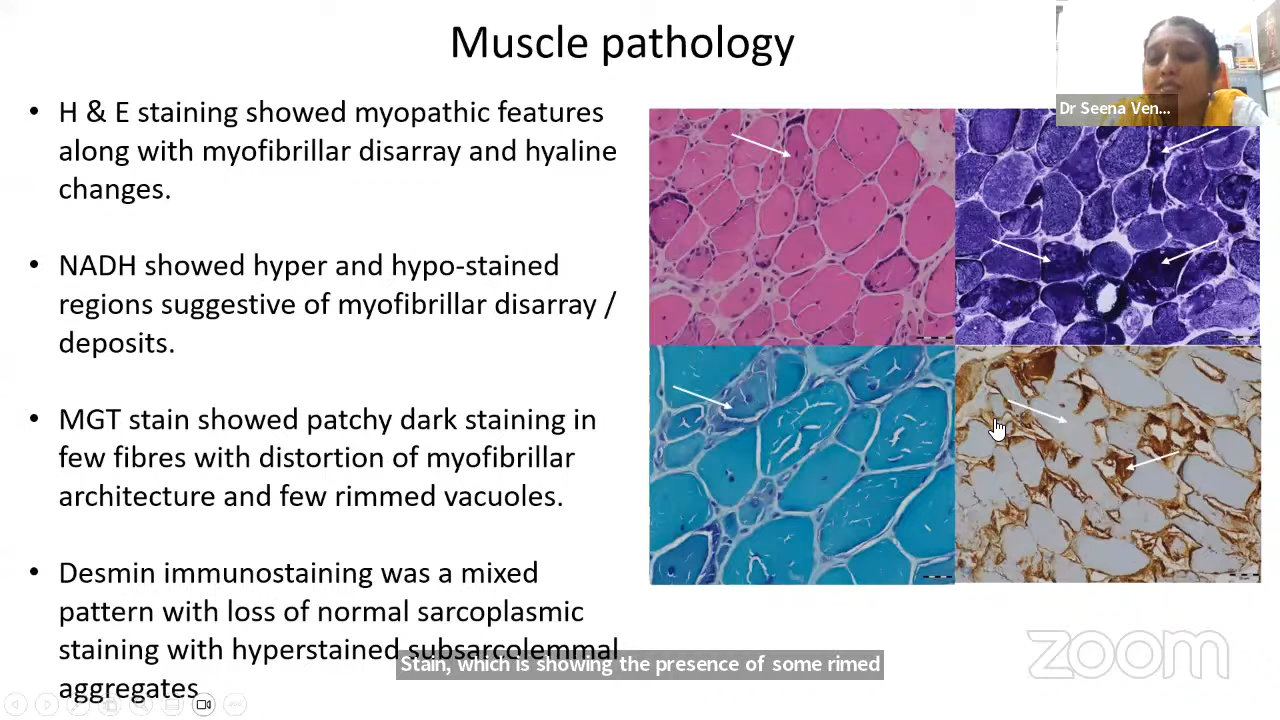 Muscle pathology
Dr Seena Ven...
• H & E staining showed myopathic features
along with myofibrillar disarray and hyaline
changes.
• NADH showed hyper and hypo-stained
regions suggestive of myofibrillar disarray /
deposits.
• MGT stain showed patchy dark staining in
few fibres with distortion of myofibrillar
architecture and few rimmed vacuoles.
• Desmin immunostaining was a mixed
pattern with loss of normal sarcoplasmic
staining with hyperstained subsarcolemmal
aggregates
Stain, which is showing the presence of some rimed
zoom